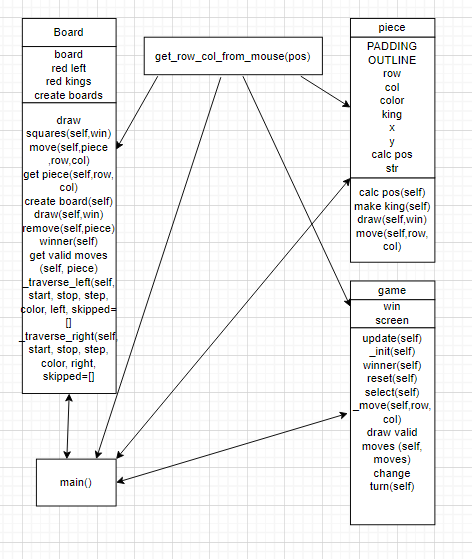 Board
board
red left
red kings
create boards
draw
squares(self,win)
move(self,piece
,row,col)
get piece(self,row,
col)
create board(self)
draw(self,win)
remove(self,piece)
winner(self)
get valid moves
(self, piece)
_traverse_left(self,
start, stop, step,
color, left, skipped=
[]
_traverse_right(self,
start, stop, step,
color, right,
skipped=[]
get_row_col_from_mouse(pos)
piece
PADDING
OUTLINE
row
col
color
king
x
y
calc pos
str
calc pos(self)
make king(self)
draw(self,win)
move(self,row,
col)
game
win
screen
update(self)
_init(self)
winner(self)
reset(self)
select(self)
_move(self,row,
col)
draw valid
moves (self,
moves)
change
turn(self)
main()